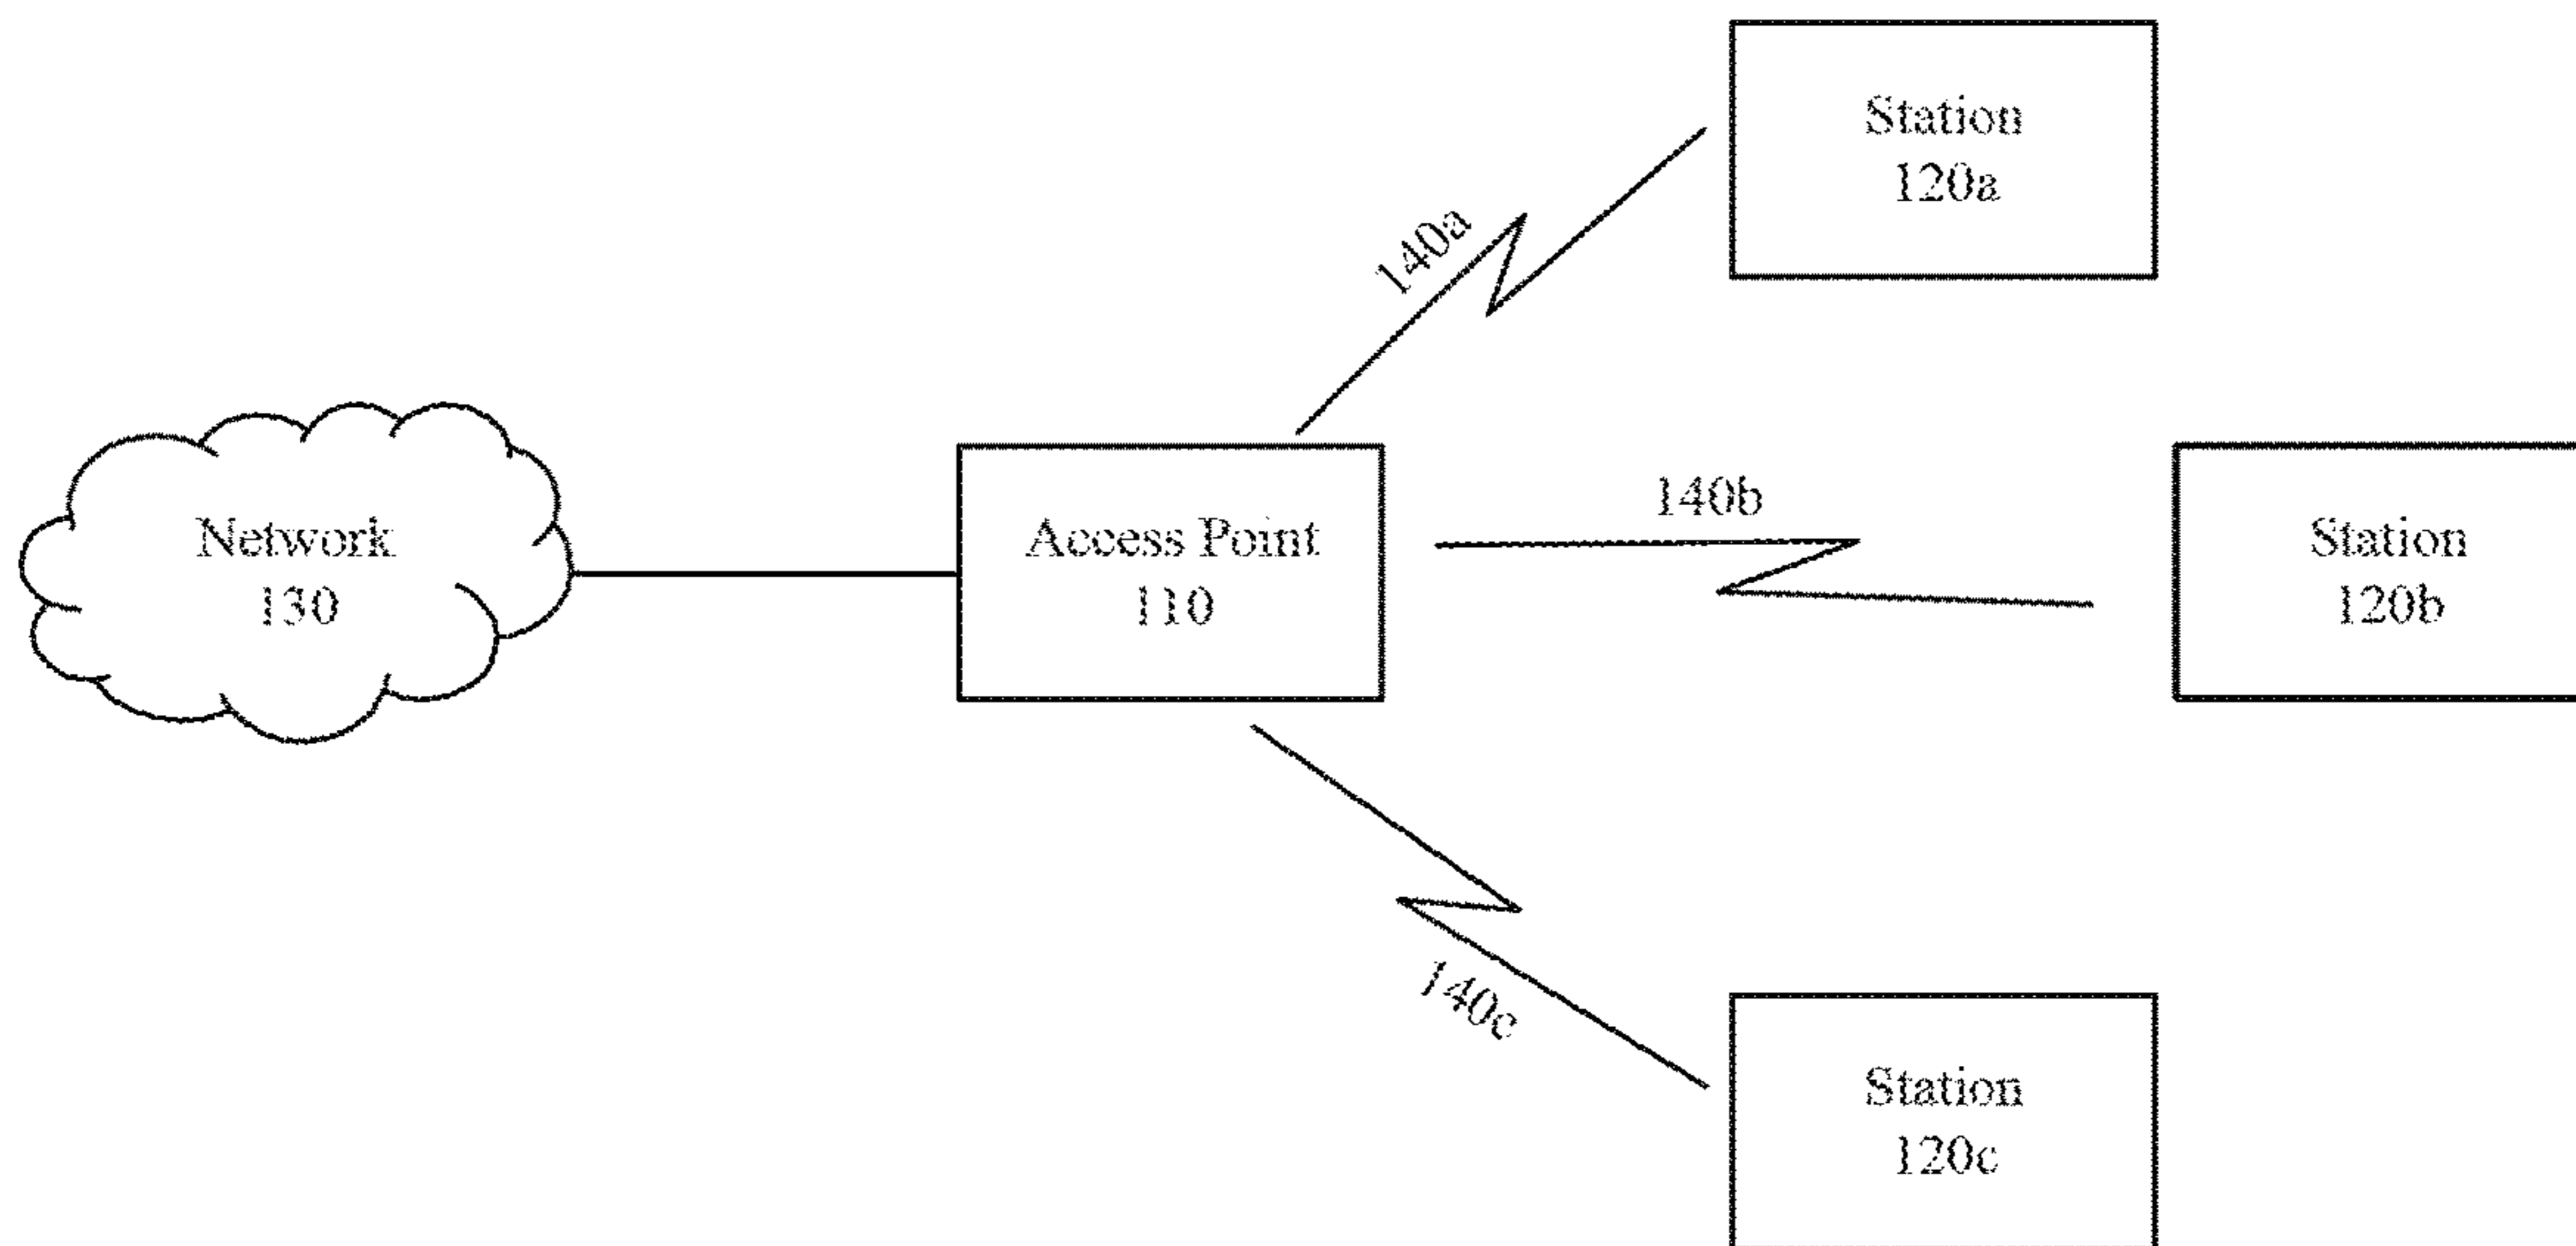 Station
120a
140a
Network
130
Access Point
110
140b
Station
120b
140c
Station
120c